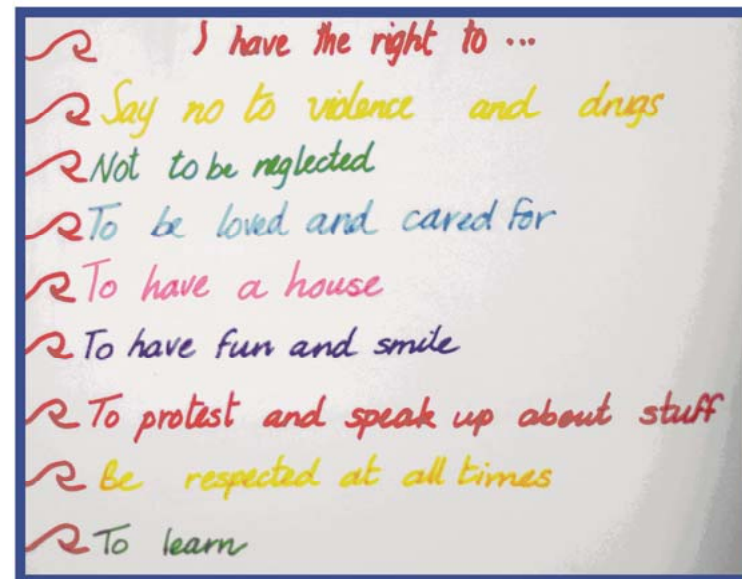 I have the right to ...
Say no to violence and drugs
Not to be neglected
To be loved and cared for
To have a house
To have fun and smile
To protest and speak up about stuff
Be respected at all times
To learn